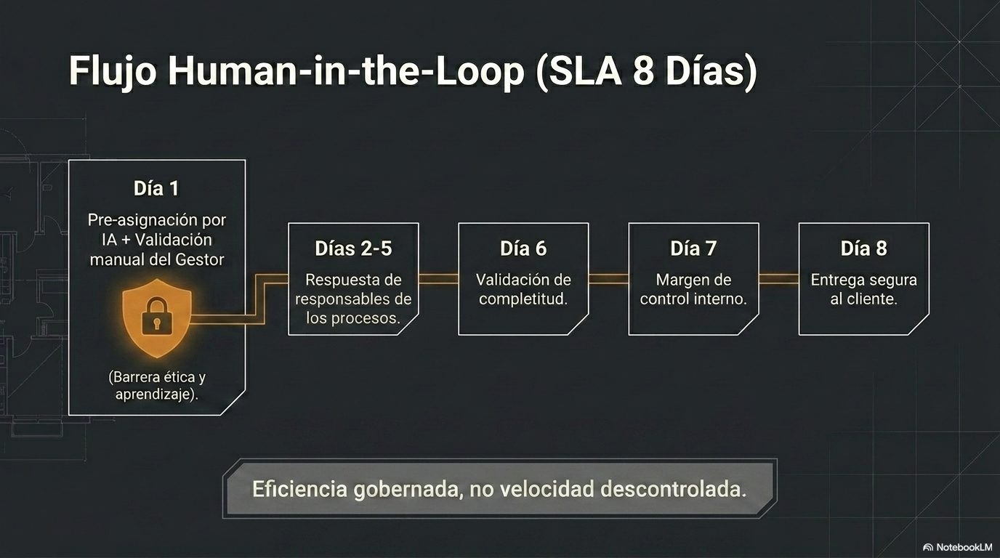 Flujo Human-in-the-Loop (SLA 8 Días)
Día 1
Pre-asignación por
IA + Validación
manual del Gestor
(Barrera ética y
aprendizaje).
Días 2-5
Respuesta de
responsables de
los procesos.
Día 6
Validación de
completitud.
Día 7
Margen de
control interno.
Día 8
Entrega segura
al cliente.
Eficiencia gobernada, no velocidad descontrolada.
NotebookLM